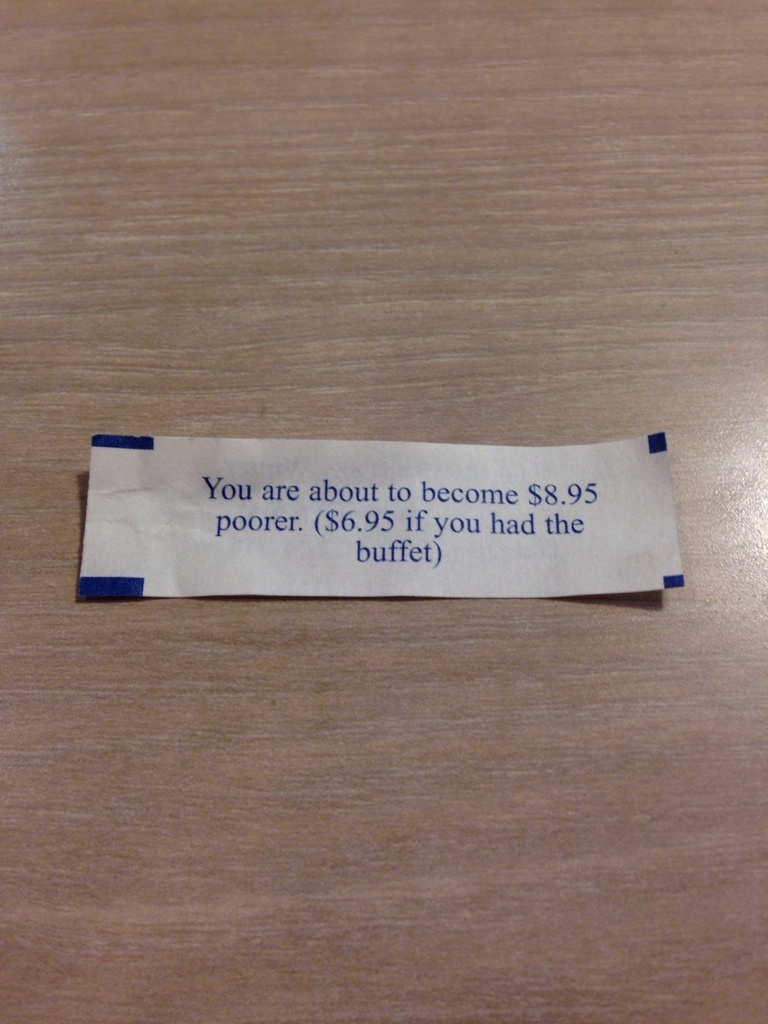 You are about to become $8.95
poorer. ($6.95 if you had the
buffet)